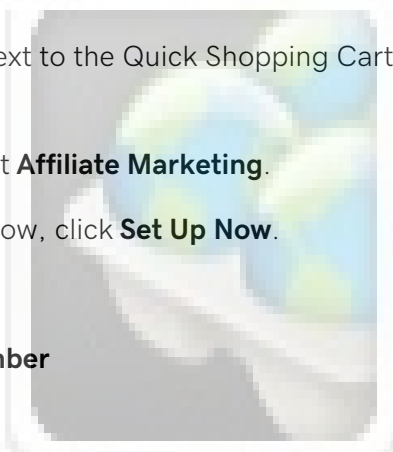 ext to the Quick Shopping Cart
t Affiliate Marketing.
ow, click Set Up Now.
nber